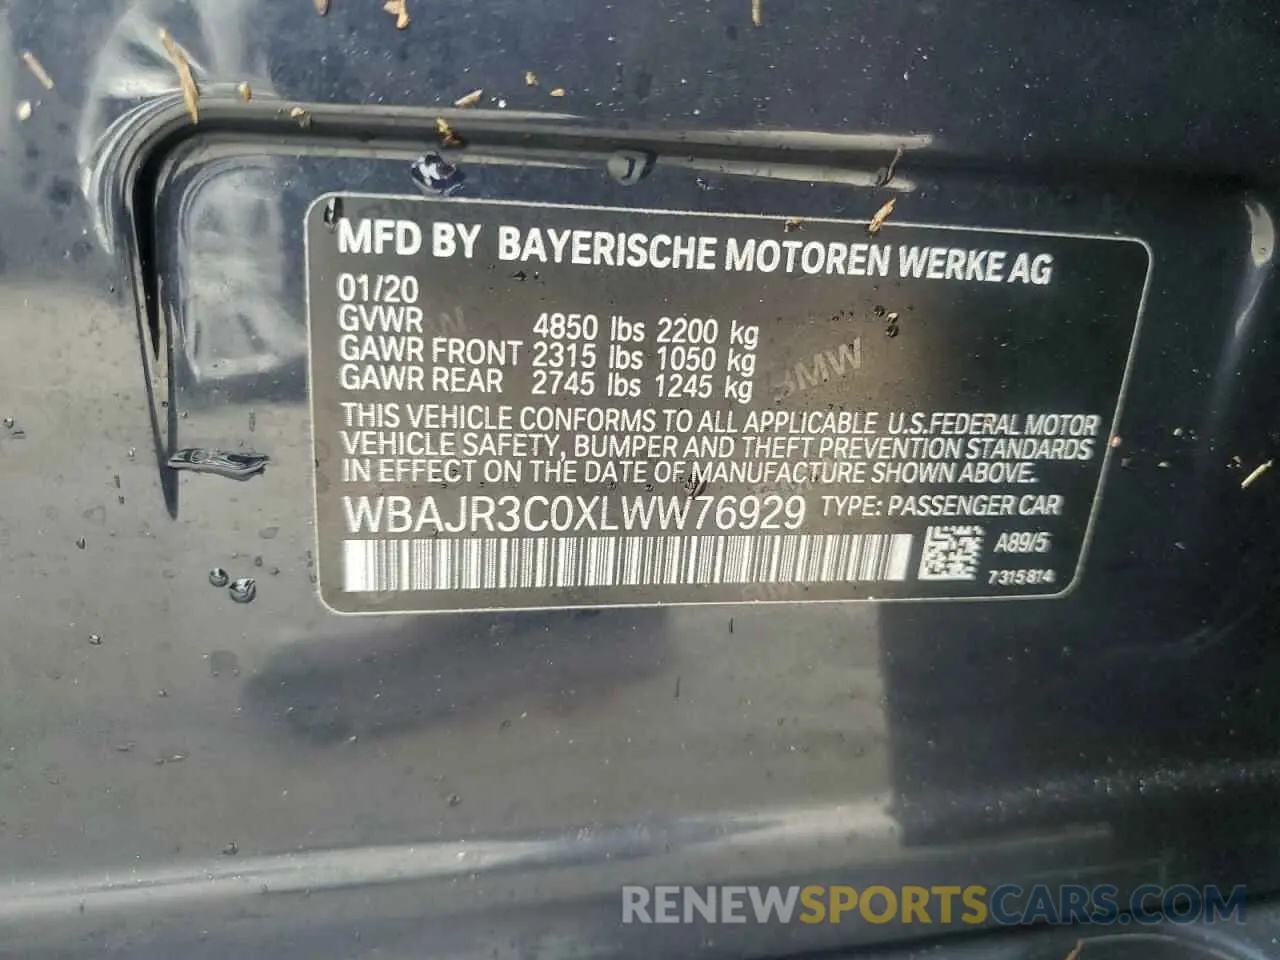 MFD BY BAYERISCHE MOTOREN WERKE AG
01/20
GVWR 4850 lbs 2200 kg
GAWR FRONT 2315 lbs 1050 kg
GAWR REAR 2745 lbs 1245 kg
THIS VEHICLE CONFORMS TO ALL APPLICABLE U.S.FEDERAL MOTOR
VEHICLE SAFETY, BUMPER AND THEFT PREVENTION STANDARDS
IN EFFECT ON THE DATE OF MANUFACTURE SHOWN ABOVE.
WBAJR3C0XLWW76929 TYPE: PASSENGER CAR
A89/5
7315814
BMW
RENEWSPORTSCARS.COM